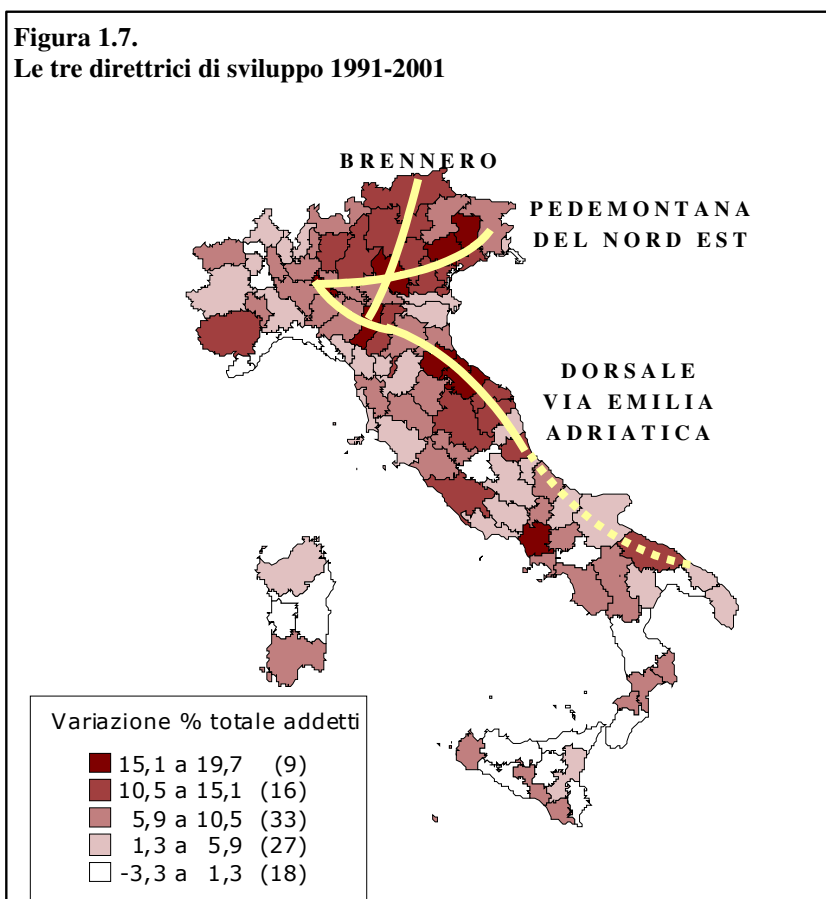 Figura 1.7.
Le tre direttrici di sviluppo 1991-2001
BRENNERO
PEDEMONTANA
DEL NORD EST
DORSALE
VIA EMILIA
ADRIATICA
Variazione % totale addetti
15,1 a 19,7 (9)
10,5 a 15,1 (16)
5,9 a 10,5 (33)
1,3 a 5,9 (27)
-3,3 a 1,3 (18)